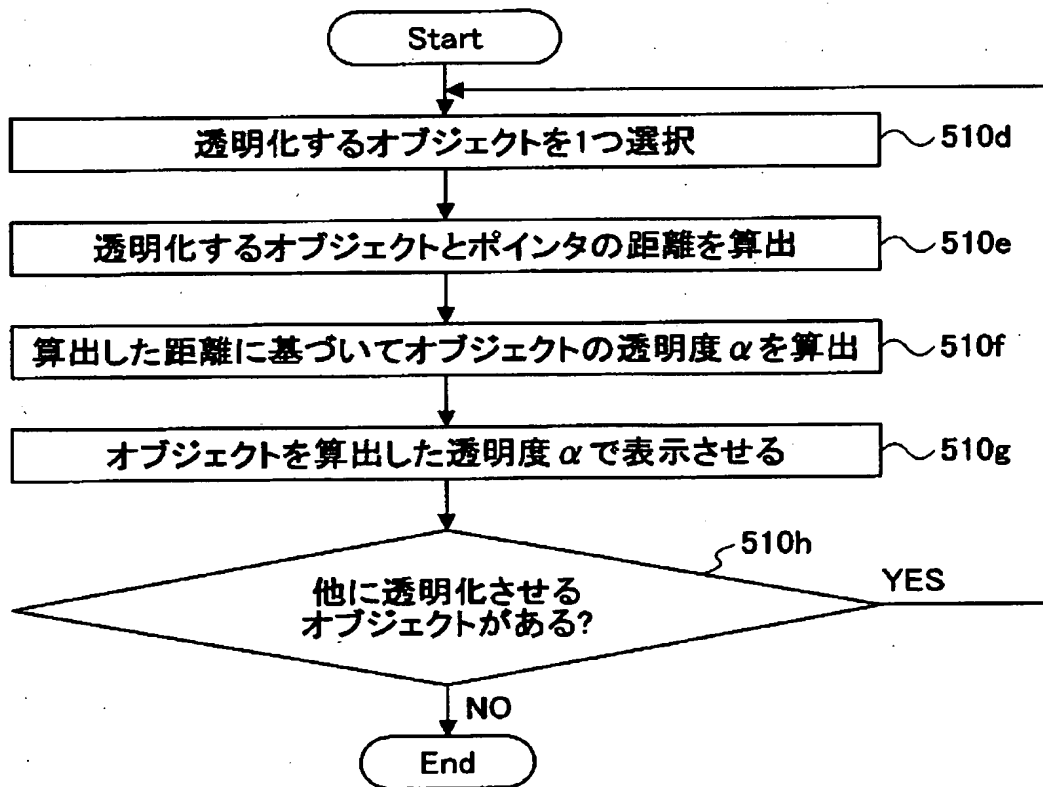 Start
透明化するオブジェクトを1つ選択
510d
透明化するオブジェクトとポインタの距離を算出
510e
算出した距離に基づいてオブジェクトの透明度αを算出
510f
オブジェクトを算出した透明度αで表示させる
510g
510h
他に透明化させる
オブジェクトがある?
YES
NO
End